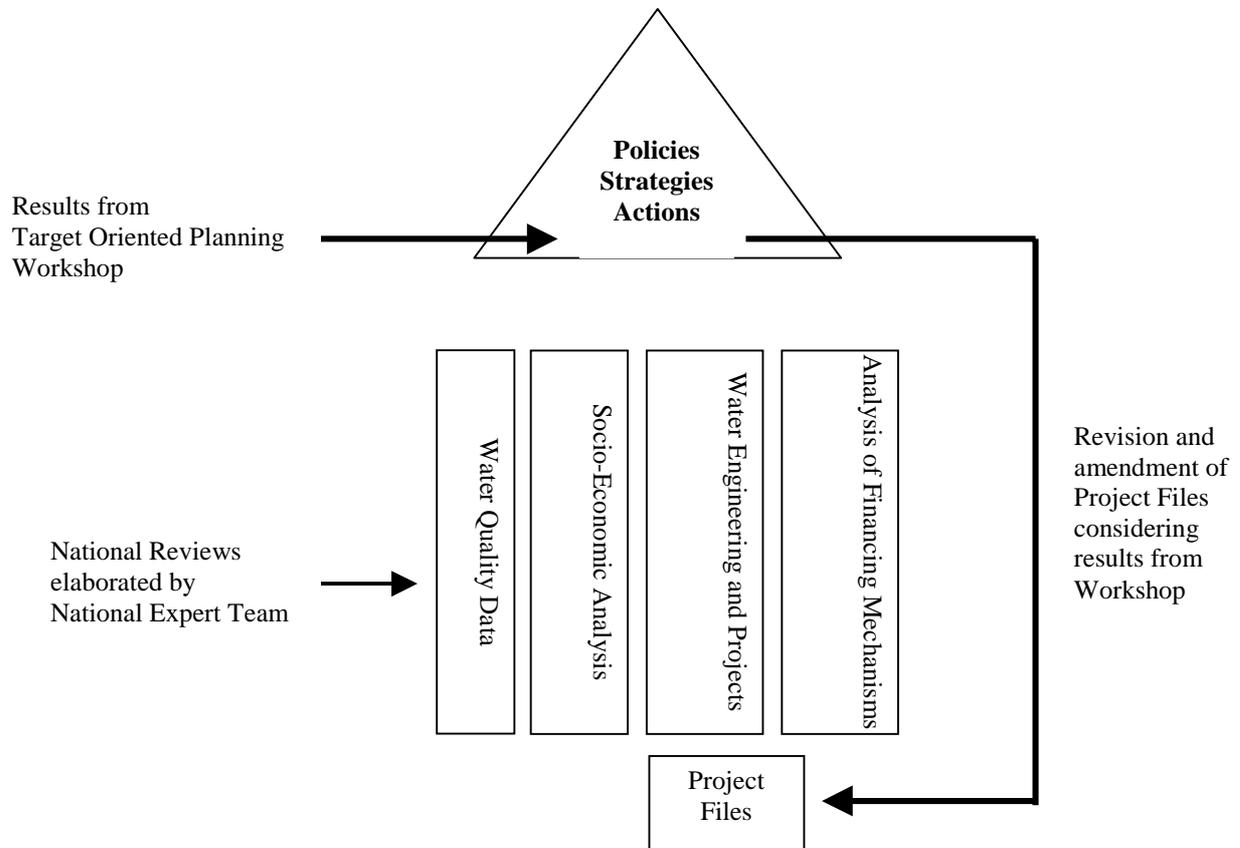 Policies
Strategies
Actions
Results from
Target Oriented Planning
Workshop
Water Quality Data
Socio-Economic Analysis
Water Engineering and Projects
Analysis of Financing Mechanisms
Revision and
amendment of
Project Files
considering
results from
Workshop
National Reviews
elaborated by
National Expert Team
Project
Files